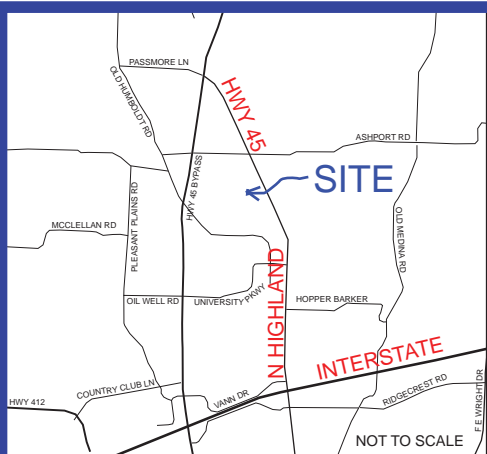 PASSMORE LN
OLD HUMBOLDT RD
HWY 45
ASHPORT RD
HWY 45 BYPASS
SITE
PLEASANT PLAINS RD
MCCLELLAN RD
OLD MEDINA RD
N HIGHLAND
OIL WELL RD
UNIVERSITY PKWY
HOPPER BARKER
INTERSTATE
COUNTRY CLUB LN
VANN DR
RIDGECREST RD
HWY 412
F E WRIGHT DR
NOT TO SCALE